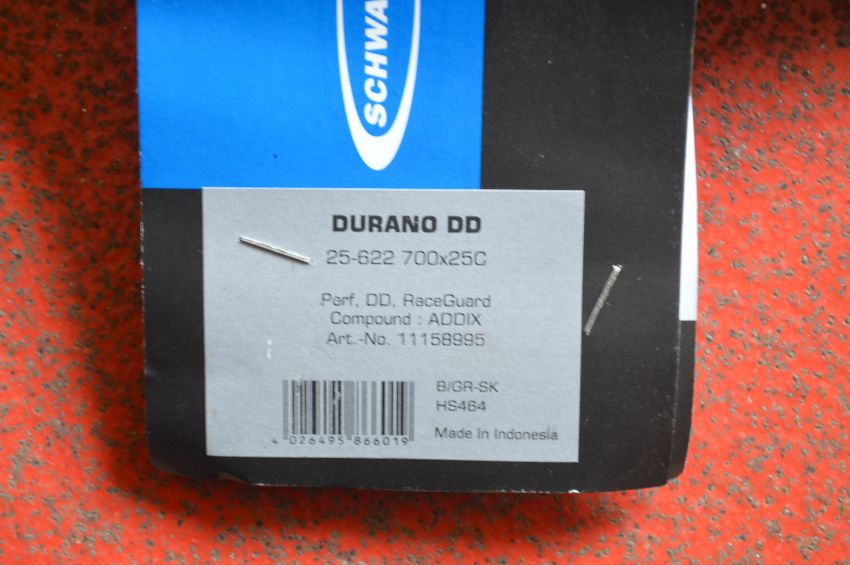 SCHWA
DURANO DD
25-622 700x25C
Perf, DD, RaceGuard
Compound : ADDIX
Art.-No. 11158995
B/GR-SK
HS464
Made In Indonesia
4 026495 866019